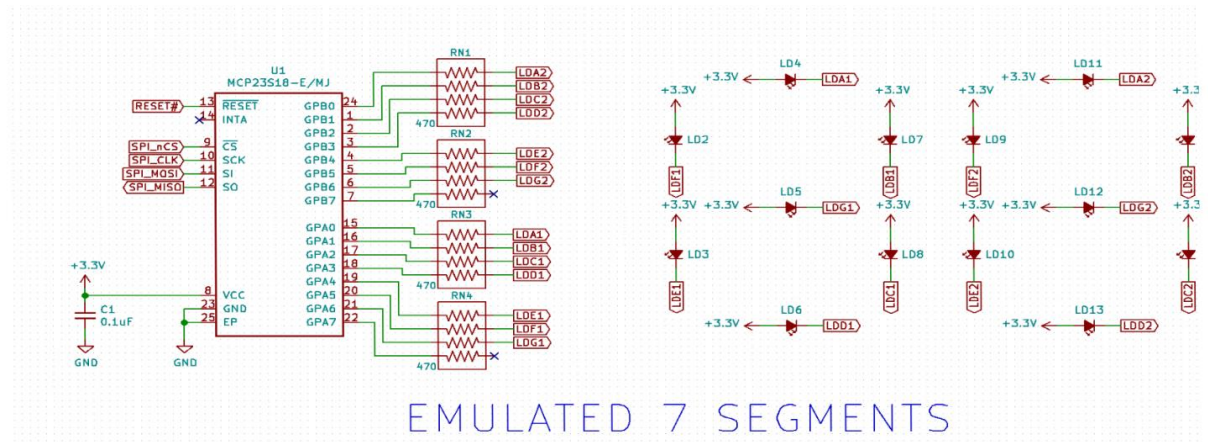 U1
MCP23S18-E/MJ
RESET#
13
RESET
14
INTA
SPI_nCS
9
CS
SPI_CLK
10
SCK
SPI_MOSI
11
SI
SPI_MISO
12
SO
+3.3V
8
VCC
23
GND
25
EP
C1
0.1uF
GND
GND
GPB0
24
GPB1
1
GPB2
2
GPB3
3
GPB4
4
GPB5
5
GPB6
6
GPB7
7
GPA0
15
GPA1
16
GPA2
17
GPA3
18
GPA4
19
GPA5
20
GPA6
21
GPA7
22
RN1
LDA2
LDB2
LDC2
LDD2
470
RN2
LDE2
LDF2
LDG2
470
RN3
LDA1
LDB1
LDC1
LDD1
470
RN4
LDE1
LDF1
LDG1
470
LD4
+3.3V
LDA1
+3.3V
LD2
LDF1
+3.3V
LD7
LDB1
LD5
+3.3V
LDG1
+3.3V
LD3
LDE1
+3.3V
LD8
LDC1
LD6
+3.3V
LDD1
LD11
+3.3V
LDA2
+3.3V
LD9
LDF2
+3.3
LDB2
LD12
+3.3V
LDG2
+3.3V
LD10
LDE2
+3.3
LDC2
LD13
+3.3V
LDD2
EMULATED 7 SEGMENTS